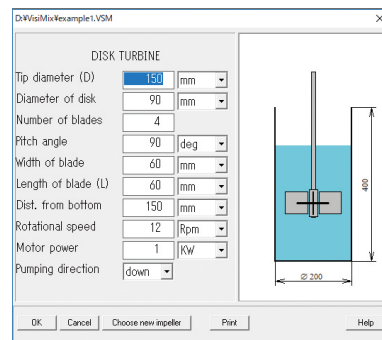 D:¥VisiMix¥example1.VSM
DISK TURBINE
Tip diameter (D) 150 mm
Diameter of disk 90 mm
Number of blades 4
Pitch angle 90 deg
Width of blade 60 mm
Length of blade (L) 60 mm
Dist. from bottom 150 mm
Rotational speed 12 Rpm
Motor power 1 KW
Pumping direction down
400
Ø 200
OK Cancel Choose new impeller Print Help